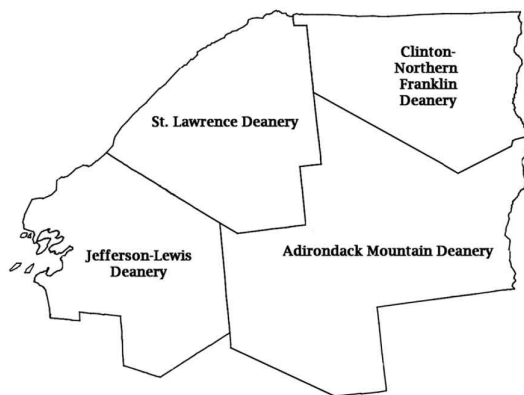 Clinton-
Northern
Franklin
Deanery
St. Lawrence Deanery
Jefferson-Lewis
Deanery
Adirondack Mountain Deanery